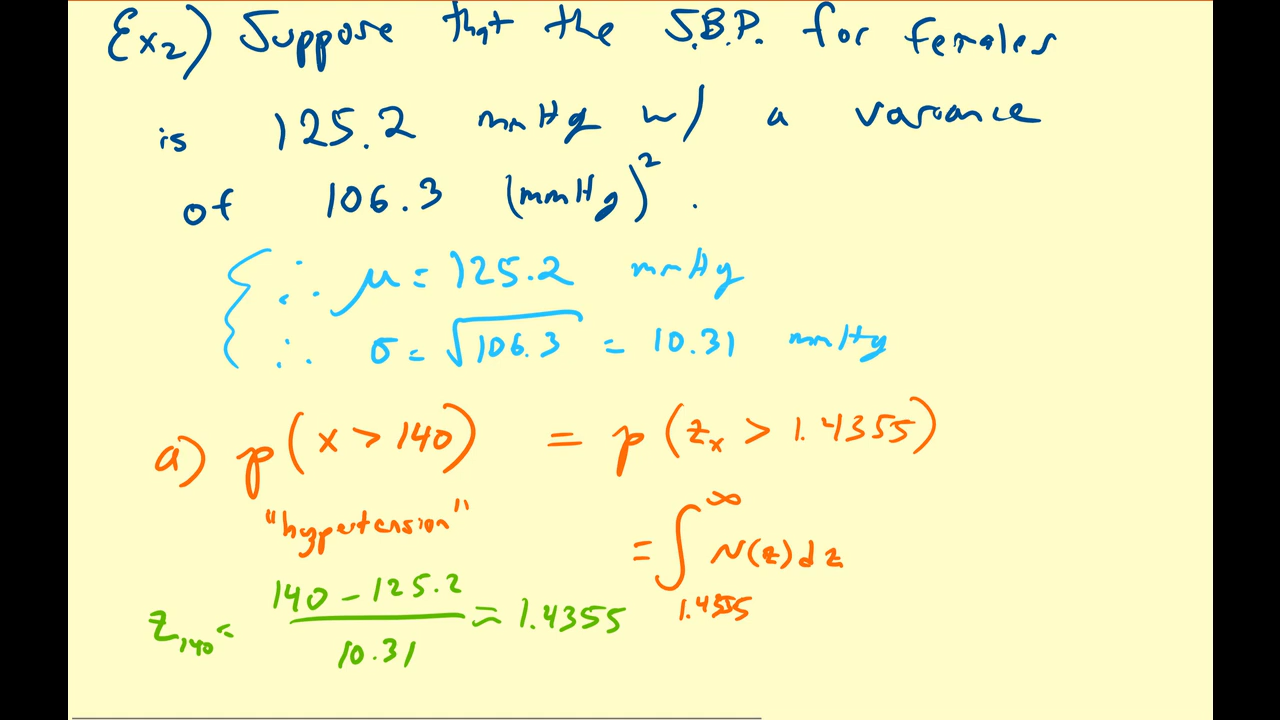 Ex2) Suppose that the S.B.P. for females
is 125.2 mmHg w/ a variance
of 106.3 (mmHg)².
∴ μ = 125.2 mmHg
∴ σ = √106.3 = 10.31 mmHg
a) p(x > 140) = p(zₓ > 1.4355)
"hypertension"
= ∫_{1.4355}^{∞} N(z) dz
z₁₄₀ = (140 - 125.2) / 10.31 ≈ 1.4355